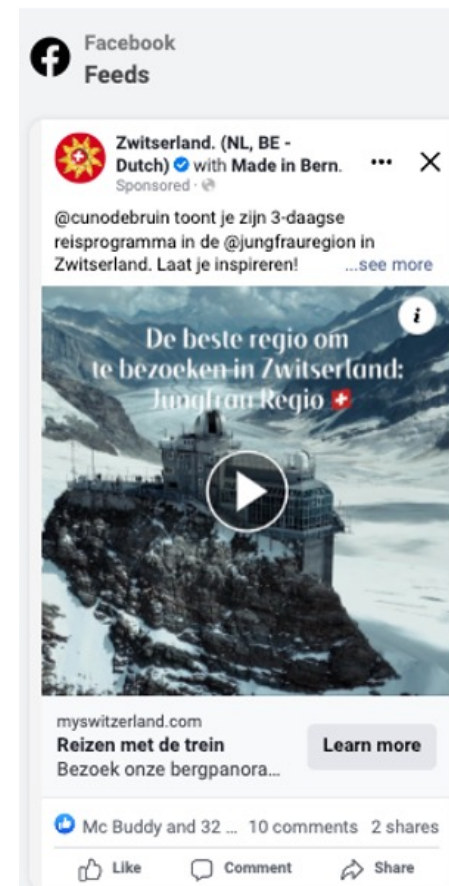 Facebook
Feeds
Zwitserland. (NL, BE -
Dutch) with Made in Bern.
Sponsored ·
@cunodebruin toont je zijn 3-daagse
reisprogramma in de @jungfrauregion in
Zwitserland. Laat je inspireren! ...see more
De beste regio om
te bezoeken in Zwitserland:
Jungfrau Regio
myswitzerland.com
Reizen met de trein
Learn more
Bezoek onze bergpanora...
Mc Buddy and 32 ... 10 comments 2 shares
Like Comment Share